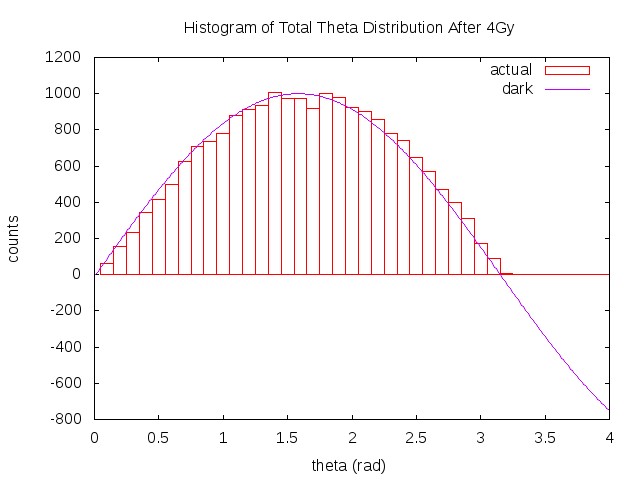 Histogram of Total Theta Distribution After 4Gy
1200
1000
800
600
400
200
0
-200
-400
-600
-800
counts
actual
dark
0 0.5 1 1.5 2 2.5 3 3.5 4
theta (rad)